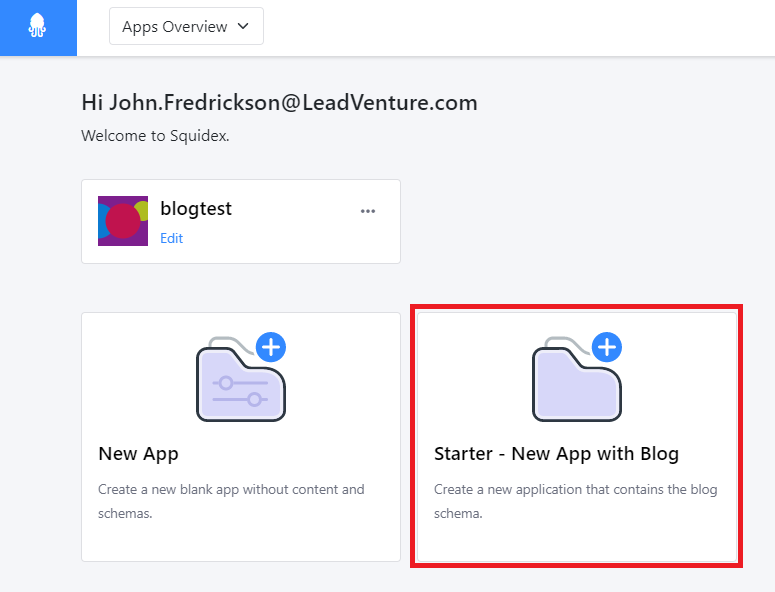 Apps Overview
Hi John.Fredrickson@LeadVenture.com
Welcome to Squidex.
blogtest
Edit
New App
Create a new blank app without content and
schemas.
Starter - New App with Blog
Create a new application that contains the blog
schema.